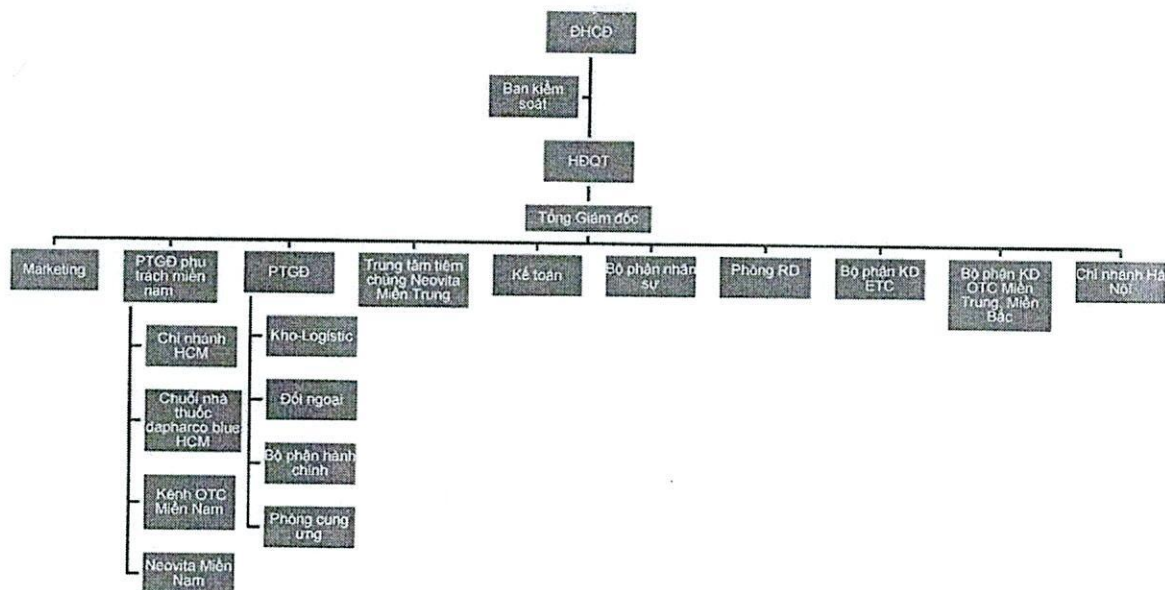 ĐHCĐ
Ban kiểm
soát
HĐQT
Tổng Giám đốc
Marketing
PTGĐ phụ
trách miền
nam
PTGĐ
Trung tâm tiêm
chủng Neovita
Miền Trung
Kế toán
Bộ phận nhân
sự
Phòng RD
Bộ phận KD
ETC
Bộ phận KD
OTC Miền
Trung, Miền
Bắc
Chi nhánh Hà
Nội
Chi nhánh
HCM
Chuỗi nhà
thuốc
dapharco blue
HCM
Kênh OTC
Miền Nam
Neovita Miền
Nam
Kho-Logistic
Đối ngoại
Bộ phận hành
chính
Phòng cung
ứng